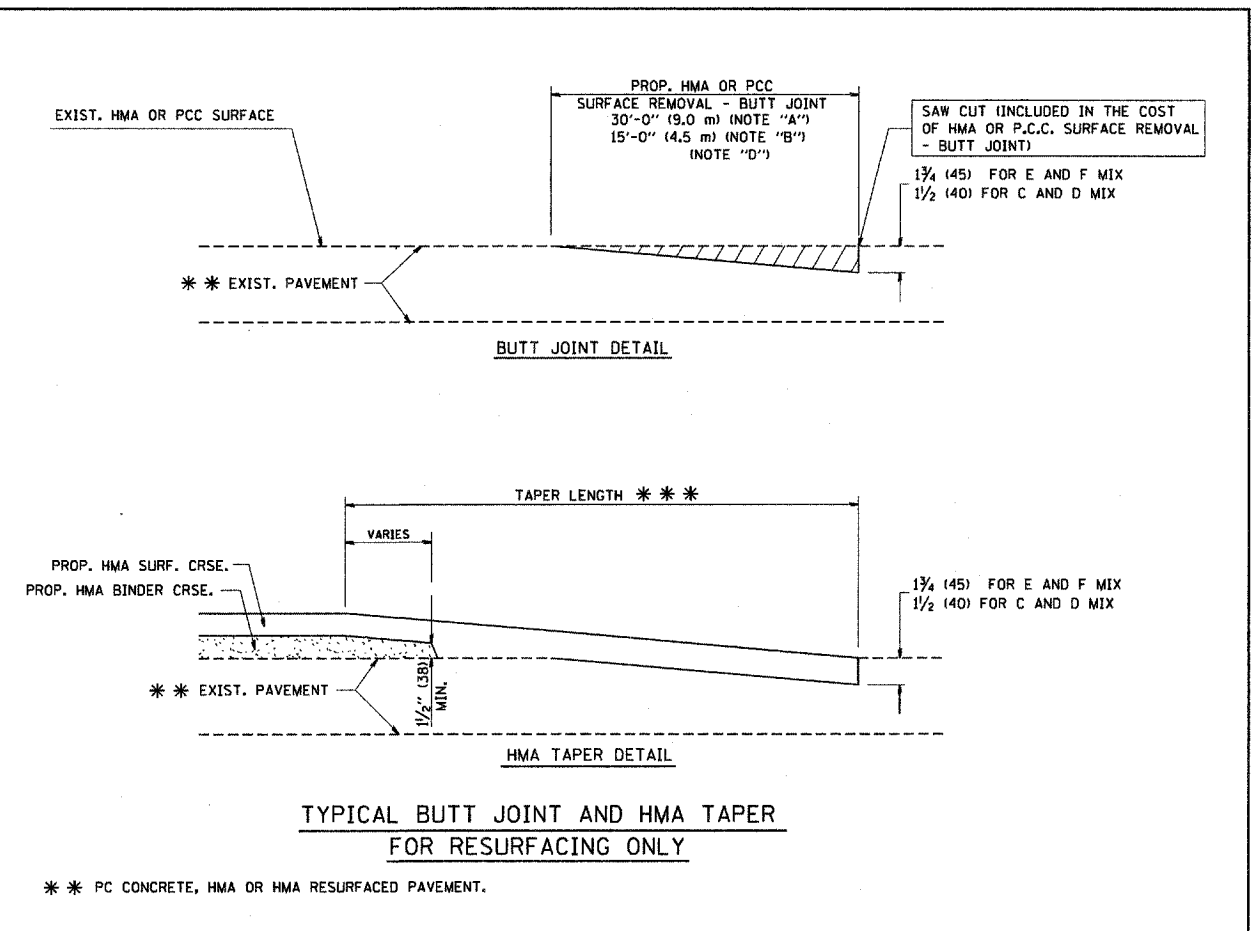 PROP. HMA OR PCC
SURFACE REMOVAL - BUTT JOINT
30'-0" (9.0 m) (NOTE "A")
15'-0" (4.5 m) (NOTE "B")
(NOTE "D")
EXIST. HMA OR PCC SURFACE
SAW CUT (INCLUDED IN THE COST
OF HMA OR P.C.C. SURFACE REMOVAL
- BUTT JOINT)
1¾ (45) FOR E AND F MIX
1½ (40) FOR C AND D MIX
** EXIST. PAVEMENT
BUTT JOINT DETAIL
TAPER LENGTH ***
VARIES
PROP. HMA SURF. CRSE.
PROP. HMA BINDER CRSE.
1¾ (45) FOR E AND F MIX
1½ (40) FOR C AND D MIX
** EXIST. PAVEMENT
1½" (38)
MIN.
HMA TAPER DETAIL
TYPICAL BUTT JOINT AND HMA TAPER
FOR RESURFACING ONLY
** PC CONCRETE, HMA OR HMA RESURFACED PAVEMENT.